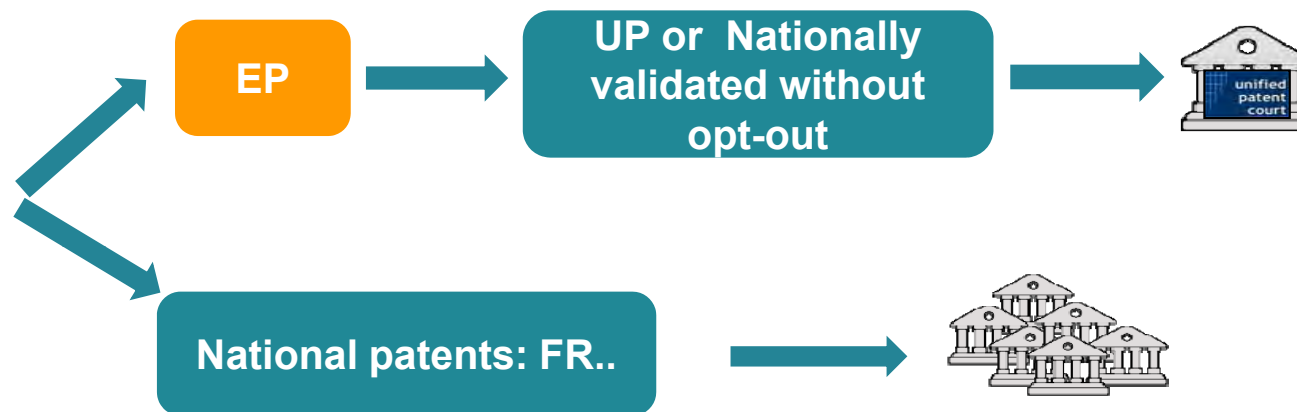 EP
UP or Nationally
validated without
opt-out
unified
patent
court
National patents: FR..